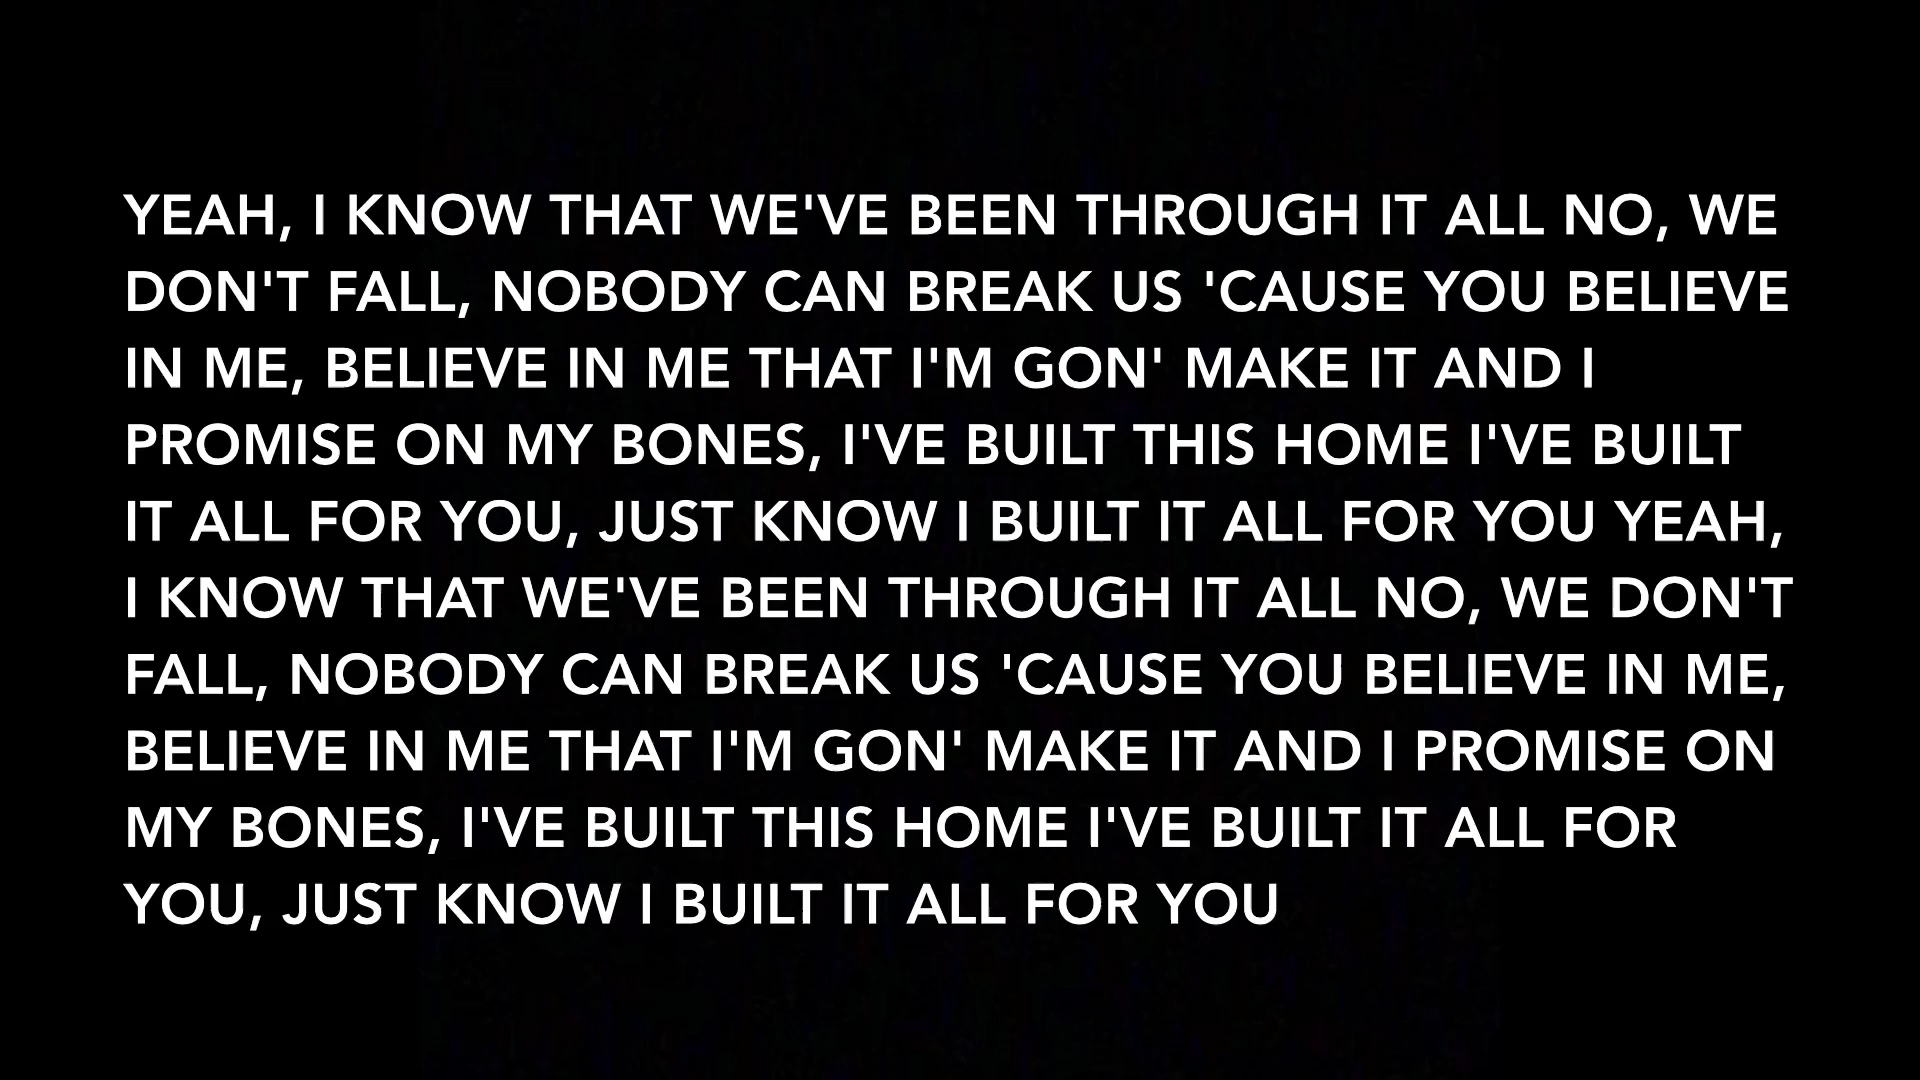 YEAH, I KNOW THAT WE'VE BEEN THROUGH IT ALL NO, WE
DON'T FALL, NOBODY CAN BREAK US 'CAUSE YOU BELIEVE
IN ME, BELIEVE IN ME THAT I'M GON' MAKE IT AND I
PROMISE ON MY BONES, I'VE BUILT THIS HOME I'VE BUILT
IT ALL FOR YOU, JUST KNOW I BUILT IT ALL FOR YOU YEAH,
I KNOW THAT WE'VE BEEN THROUGH IT ALL NO, WE DON'T
FALL, NOBODY CAN BREAK US 'CAUSE YOU BELIEVE IN ME,
BELIEVE IN ME THAT I'M GON' MAKE IT AND I PROMISE ON
MY BONES, I'VE BUILT THIS HOME I'VE BUILT IT ALL FOR
YOU, JUST KNOW I BUILT IT ALL FOR YOU